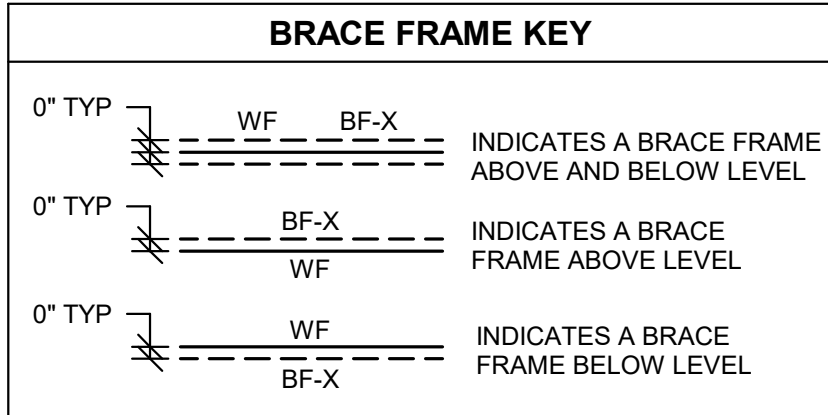 BRACE FRAME KEY
0" TYP
WF BF-X
INDICATES A BRACE FRAME
ABOVE AND BELOW LEVEL
0" TYP
BF-X
WF
INDICATES A BRACE
FRAME ABOVE LEVEL
0" TYP
WF
BF-X
INDICATES A BRACE
FRAME BELOW LEVEL